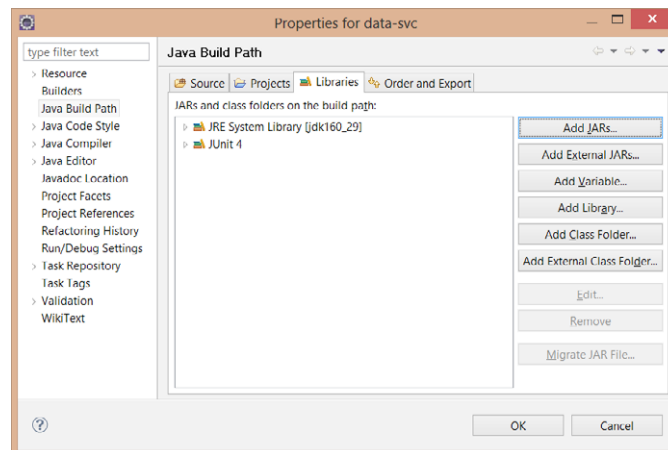 Properties for data-svc
type filter text
Java Build Path
Resource
Builders
Java Build Path
Java Code Style
Java Compiler
Java Editor
Javadoc Location
Project Facets
Project References
Refactoring History
Run/Debug Settings
Task Repository
Task Tags
Validation
WikiText
Source
Projects
Libraries
Order and Export
JARs and class folders on the build path:
JRE System Library [jdk160_29]
JUnit 4
Add JARs...
Add External JARs...
Add Variable...
Add Library...
Add Class Folder...
Add External Class Folder...
Edit...
Remove
Migrate JAR File...
OK
Cancel